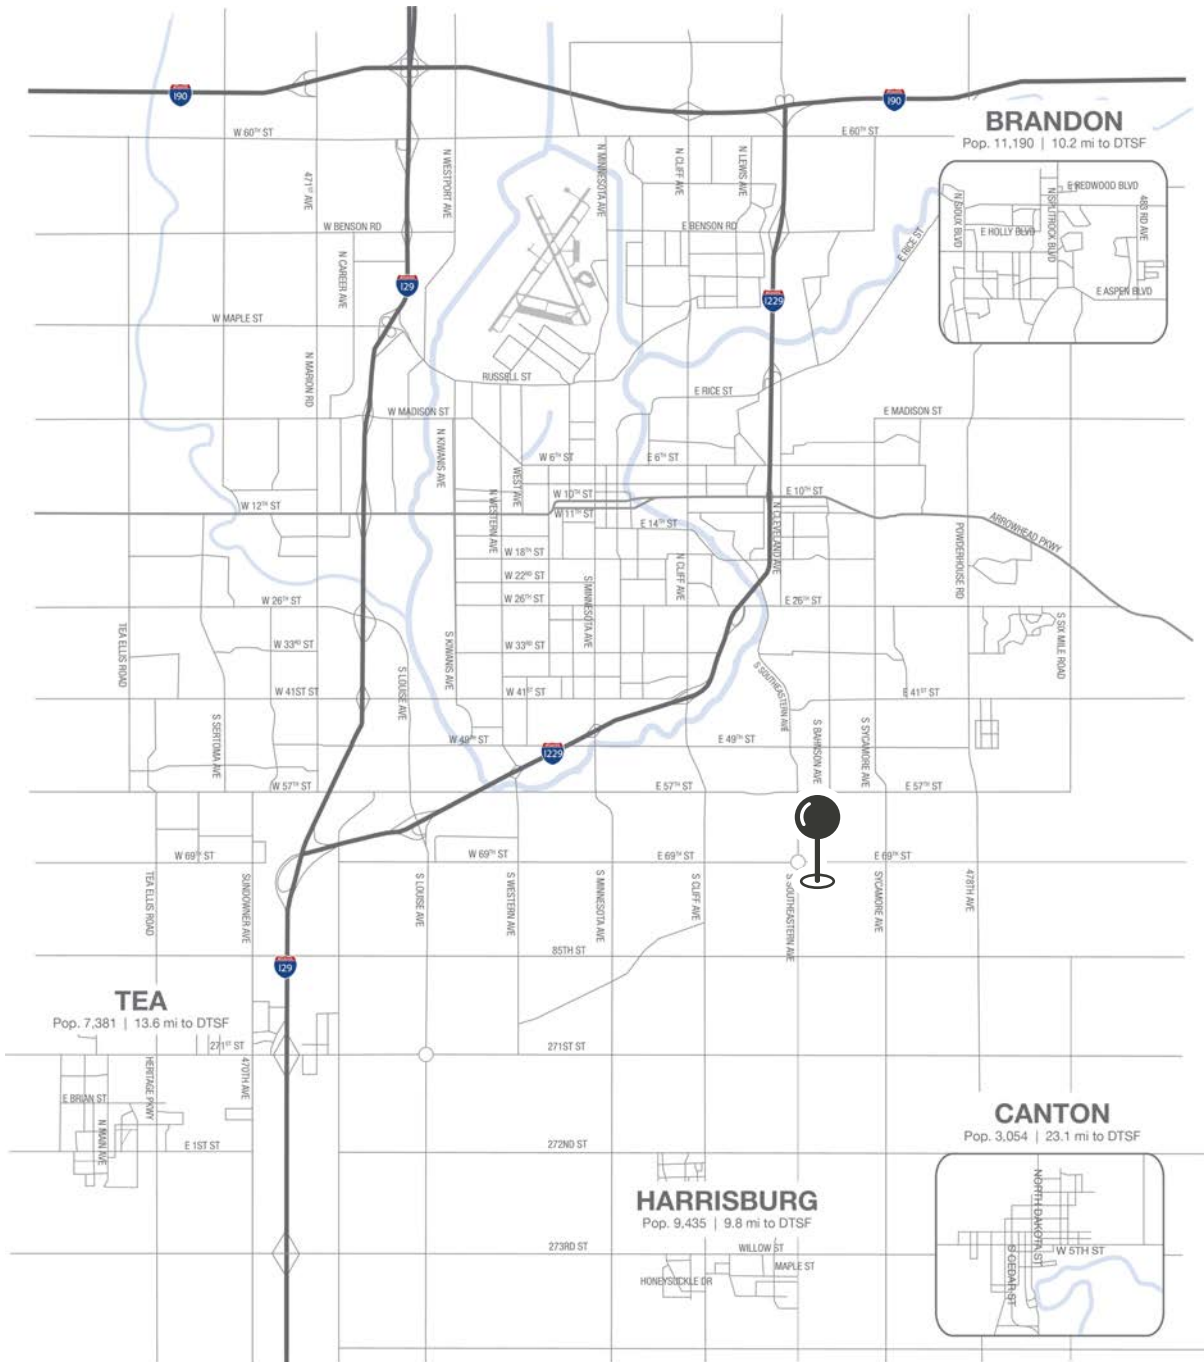 I90
I90
BRANDON
Pop. 11,190 | 10.2 mi to DTSF
W 60TH ST
E 60TH ST
N WESTPORT AVE
N MINNESOTA AVE
N CLIFF AVE
N LEWIS AVE
471ST AVE
E REDWOOD BLVD
N SIOUX BLVD
N SPLITROCK BLVD
483 RD AVE
E HOLLY BLVD
E ASPEN BLVD
W BENSON RD
E BENSON RD
E RICE ST
N CAREER AVE
I29
I229
W MAPLE ST
N MARION RD
RUSSELL ST
E RICE ST
W MADISON ST
E MADISON ST
N KIWANIS AVE
W 6TH ST
E 6TH ST
WEST AVE
N WESTERN AVE
W 10TH ST
E 10TH ST
W 12TH ST
W 11TH ST
E 14TH ST
N CLEVELAND AVE
ARROWHEAD PKWY
POWDERHOUSE RD
W 18TH ST
N CLIFF AVE
W 22ND ST
S MINNESOTA AVE
W 26TH ST
W 26TH ST
E 26TH ST
TEA ELLIS ROAD
S KIWANIS AVE
S SIX MILE ROAD
W 33RD ST
W 33RD ST
S LOUISE AVE
S SOUTHEASTERN AVE
W 41ST ST
W 41ST ST
E 41ST ST
S SERTOMA AVE
S BAHNSON AVE
S SYCAMORE AVE
W 49TH ST
E 49TH ST
I229
W 57TH ST
E 57TH ST
E 57TH ST
W 69TH ST
W 69TH ST
E 69TH ST
E 69TH ST
TEA ELLIS ROAD
SUNDOWNER AVE
S LOUISE AVE
S WESTERN AVE
S MINNESOTA AVE
S CLIFF AVE
S SOUTHEASTERN AVE
SYCAMORE AVE
478TH AVE
85TH ST
I29
TEA
Pop. 7,381 | 13.6 mi to DTSF
271ST ST
271ST ST
HERITAGE PKWY
470TH AVE
E BRIAN ST
N MAIN AVE
E 1ST ST
272ND ST
CANTON
Pop. 3,054 | 23.1 mi to DTSF
NORTH DAKOTA ST
W 5TH ST
S CEDAR ST
HARRISBURG
Pop. 9,435 | 9.8 mi to DTSF
273RD ST
WILLOW ST
MAPLE ST
HONEYSUCKLE DR